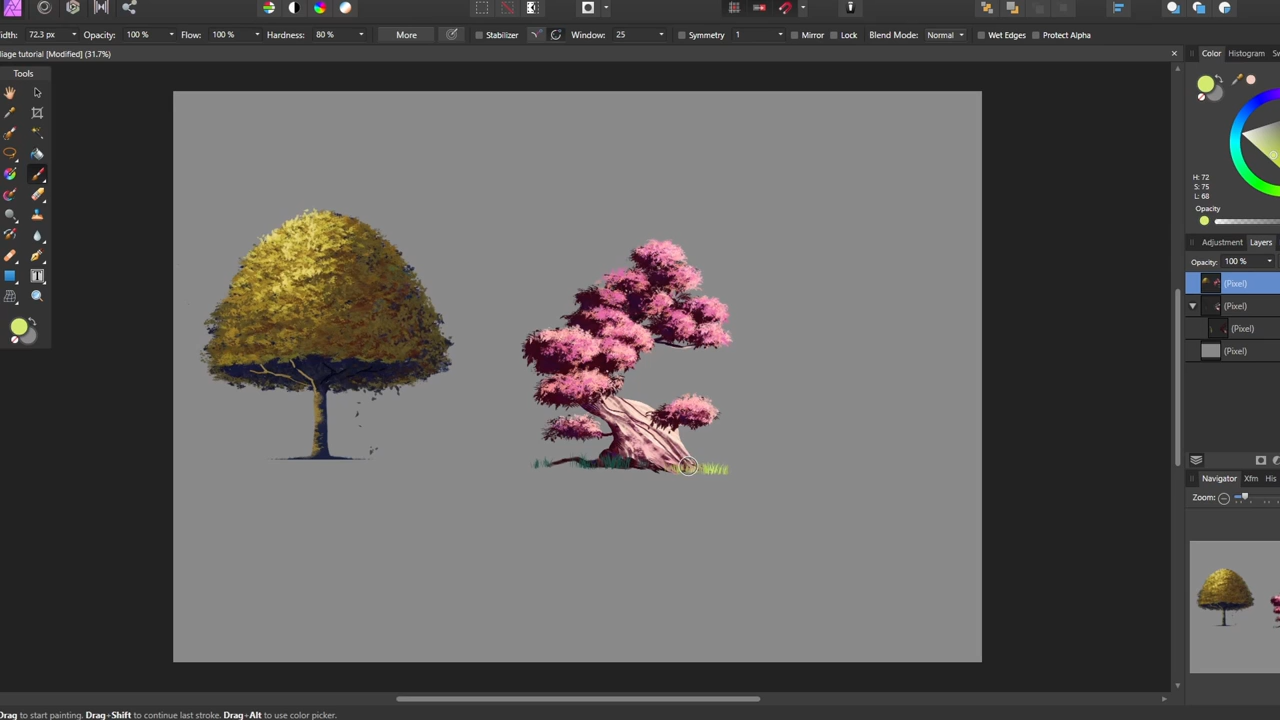 Width: 72.3 px Opacity: 100 % Flow: 100 % Hardness: 80 % More Stabilizer Window: 25 Symmetry 1 Mirror Lock Blend Mode: Normal Wet Edges Protect Alpha
liage tutorial [Modified] (31.7%)
Color Histogram Sw
Tools
H: 72
S: 75
L: 68
Opacity
Adjustment Layers
Opacity: 100 %
(Pixel)
(Pixel)
(Pixel)
(Pixel)
Navigator Xfm His
Zoom:
Drag to start painting. Drag+Shift to continue last stroke. Drag+Alt to use color picker.